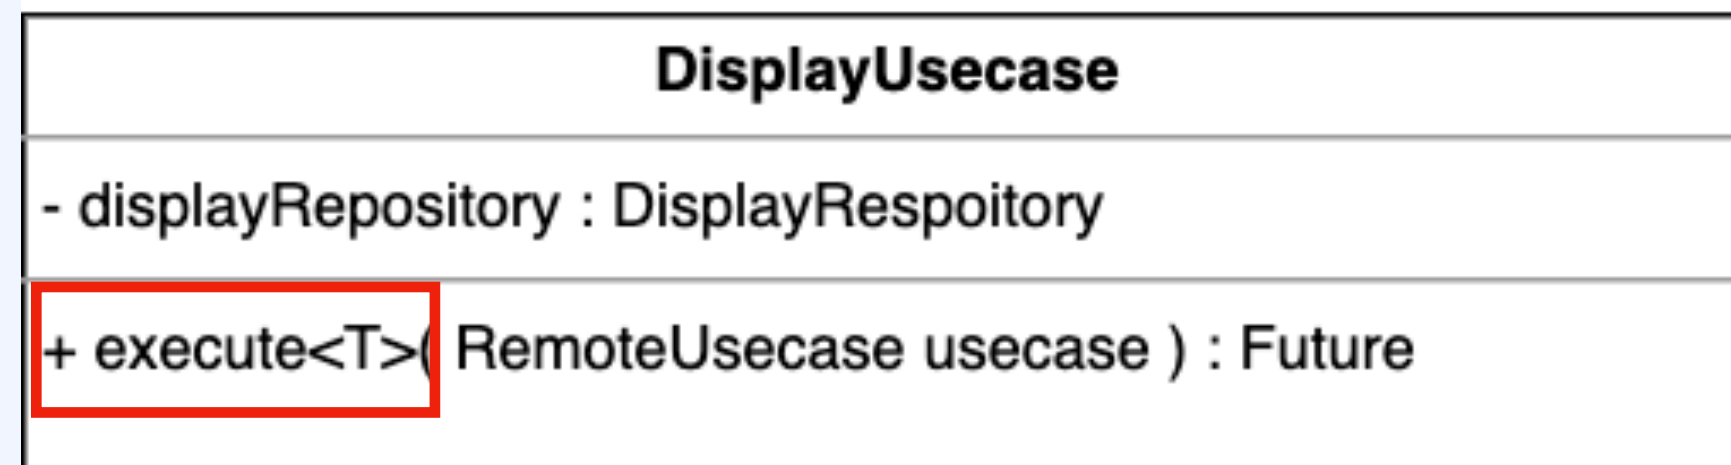 DisplayUsecase
- displayRepository : DisplayRespoitory
+ execute<T>( RemoteUsecase usecase ) : Future